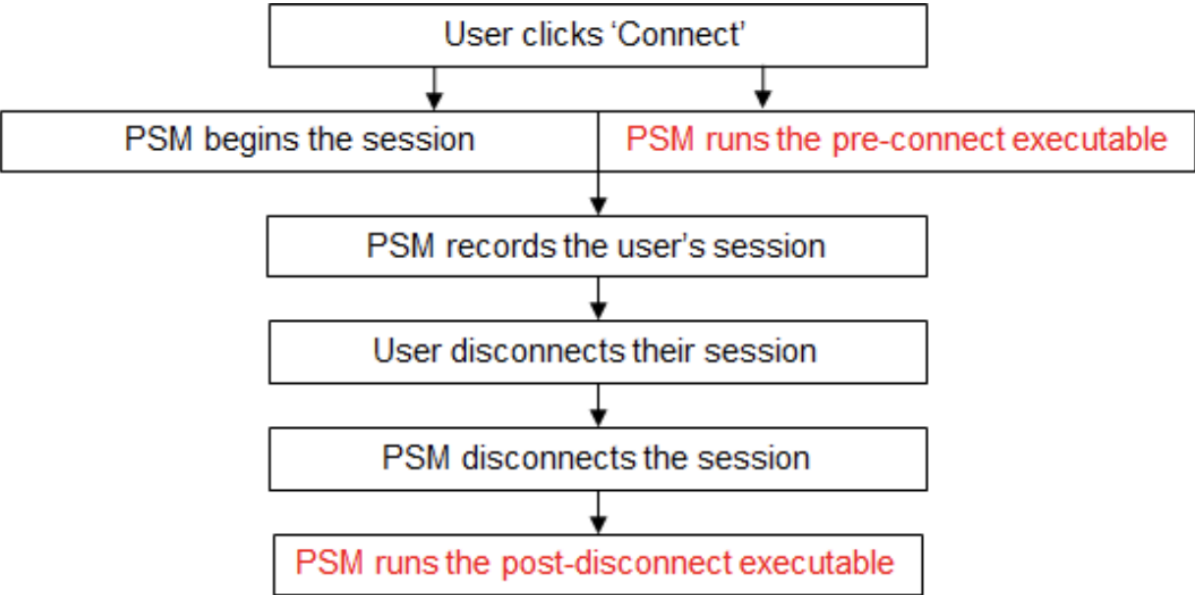 User clicks ‘Connect’
PSM begins the session
PSM runs the pre-connect executable
PSM records the user’s session
User disconnects their session
PSM disconnects the session
PSM runs the post-disconnect executable